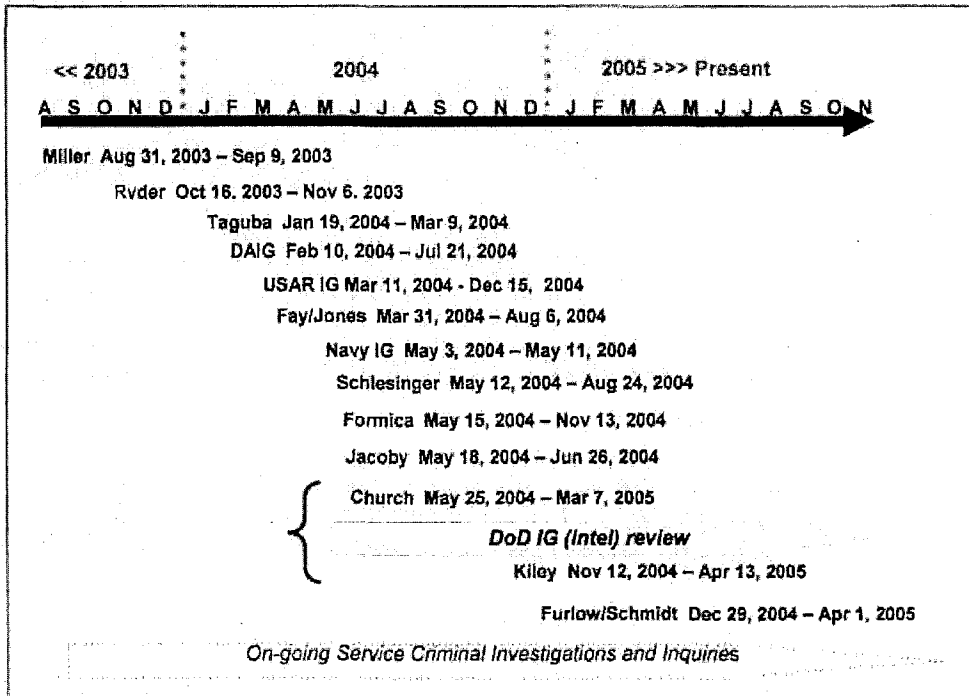 << 2003 2004 2005 >>> Present
A S O N D J F M A M J J A S O N D J F M A M J J A S O N
Miller Aug 31, 2003 – Sep 9, 2003
Ryder Oct 16. 2003 – Nov 6. 2003
Taguba Jan 19, 2004 – Mar 9, 2004
DAIG Feb 10, 2004 – Jul 21, 2004
USAR IG Mar 11, 2004 - Dec 15, 2004
Fay/Jones Mar 31, 2004 – Aug 6, 2004
Navy IG May 3, 2004 – May 11, 2004
Schlesinger May 12, 2004 – Aug 24, 2004
Formica May 15, 2004 – Nov 13, 2004
Jacoby May 18, 2004 – Jun 26, 2004
Church May 25, 2004 – Mar 7, 2005
DoD IG (Intel) review
Kiley Nov 12, 2004 – Apr 13, 2005
Furlow/Schmidt Dec 29, 2004 – Apr 1, 2005
On-going Service Criminal Investigations and Inquiries